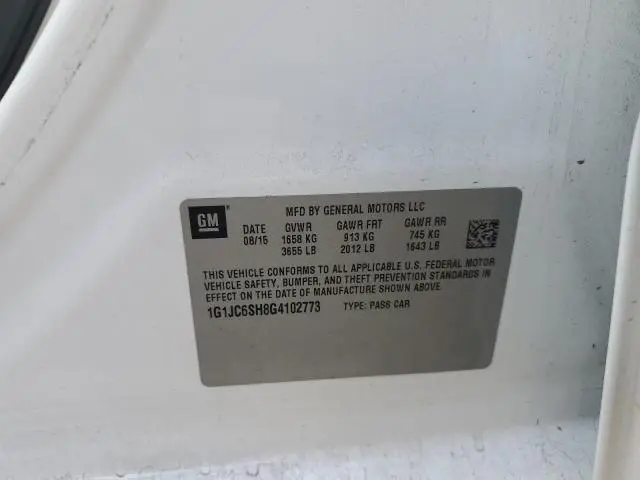 GM ®
MFD BY GENERAL MOTORS LLC
DATE GVWR GAWR FRT GAWR RR
08/15 1658 KG 913 KG 745 KG
3655 LB 2012 LB 1643 LB
THIS VEHICLE CONFORMS TO ALL APPLICABLE U.S. FEDERAL MOTOR
VEHICLE SAFETY, BUMPER, AND THEFT PREVENTION STANDARDS IN
EFFECT ON THE DATE OF MANUFACTURE SHOWN ABOVE.
1G1JC6SH8G4102773 TYPE: PASS CAR